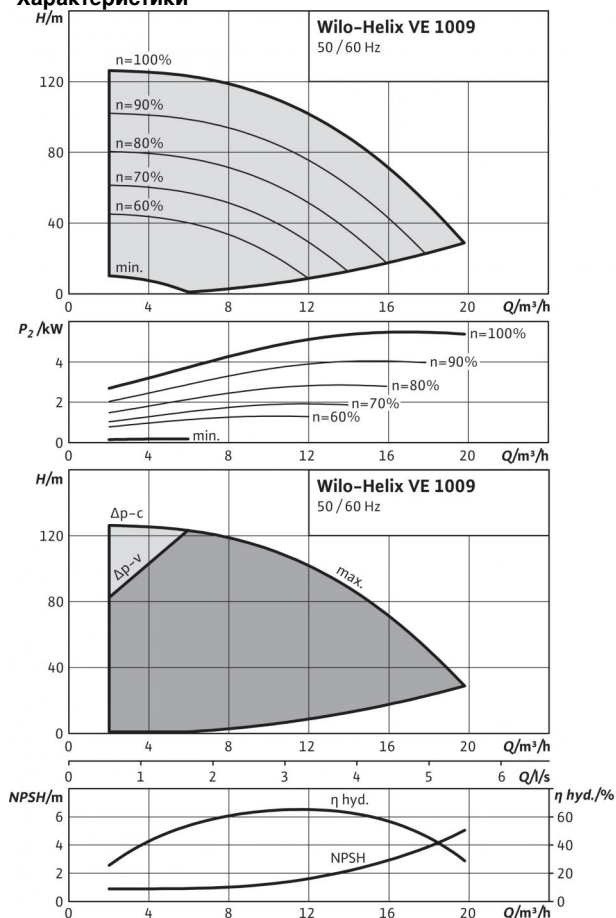 Характеристики
H/m
Wilo-Helix VE 1009
50 / 60 Hz
n=100%
120
n=90%
80
n=80%
n=70%
40
n=60%
min.
0
0 4 8 12 16 20 Q/m³/h
P₂ /kW
n=100%
4
n=90%
n=80%
2
n=70%
n=60%
min.
0
0 4 8 12 16 20 Q/m³/h
H/m
Wilo-Helix VE 1009
50 / 60 Hz
Δp-c
120
Δp-v
max.
80
40
0
0 4 8 12 16 20 Q/m³/h
0 1 2 3 4 5 6 Q/l/s
NPSH/m
η hyd./%
η hyd.
6 60
4 40
NPSH
2 20
0 0
0 4 8 12 16 20 Q/m³/h